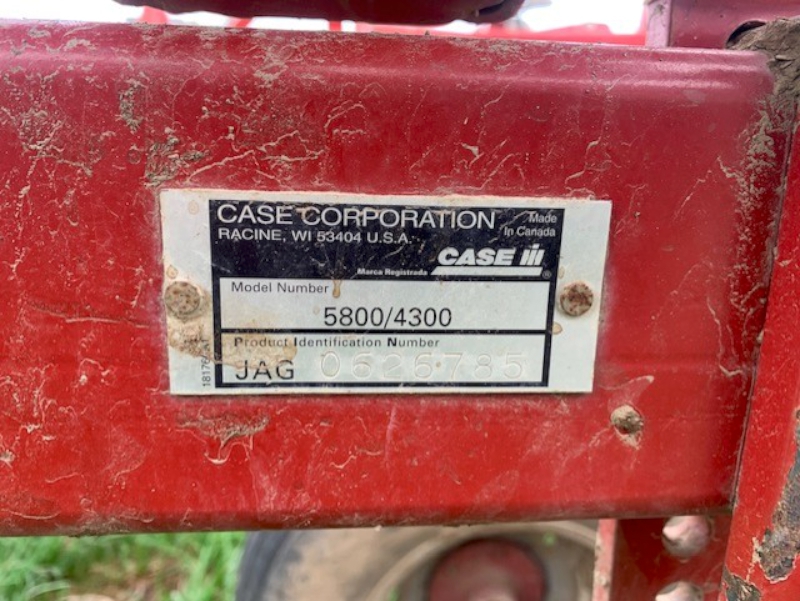 CASE CORPORATION
RACINE, WI 53404 U.S.A.
Made
In Canada
CASE IH
®
Marca Registrada
Model Number
5800/4300
Product Identification Number
JAG 0626785